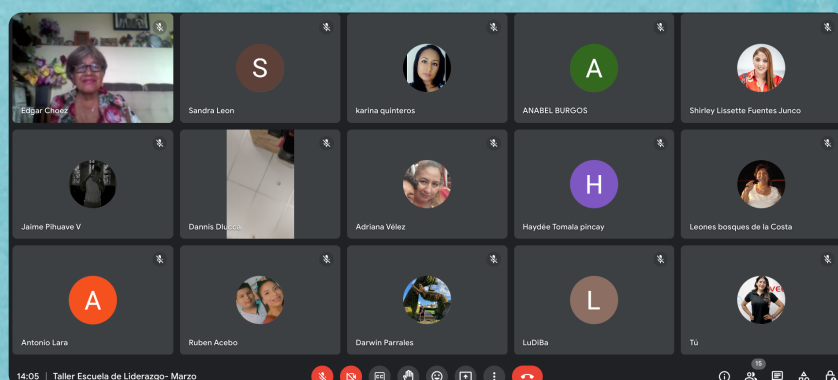 Edgar Choez
S
Sandra Leon
karina quinteros
A
ANABEL BURGOS
Shirley Lissette Fuentes Junco
Jaime Pihuave V
Dannis Dlucca
Adriana Vélez
H
Haydée Tomala pincay
Leones bosques de la Costa
A
Antonio Lara
Ruben Acebo
Darwin Parrales
L
LuDiBa
Tú
15
14:05 | Taller Escuela de Liderazgo- Marzo